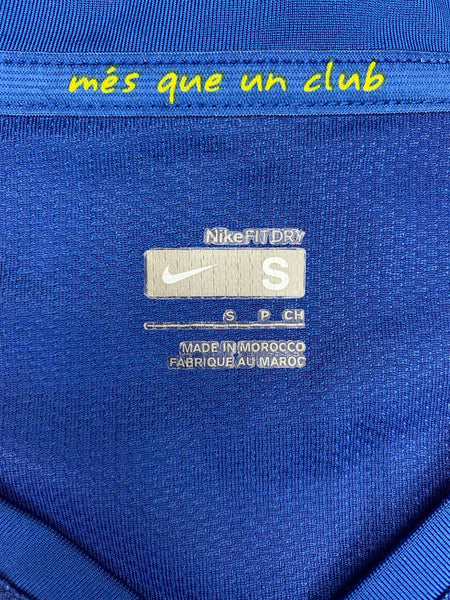 més que un club
NikeFITDRY
S
S P CH
MADE IN MOROCCO
FABRIQUE AU MAROC